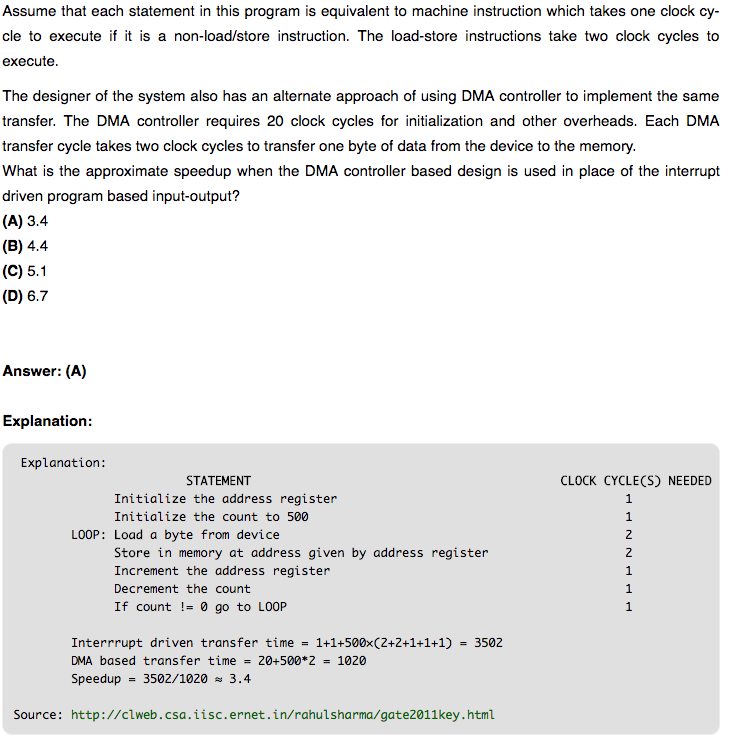 Assume that each statement in this program is equivalent to machine instruction which takes one clock cy-
cle to execute if it is a non-load/store instruction. The load-store instructions take two clock cycles to
execute.
The designer of the system also has an alternate approach of using DMA controller to implement the same
transfer. The DMA controller requires 20 clock cycles for initialization and other overheads. Each DMA
transfer cycle takes two clock cycles to transfer one byte of data from the device to the memory.
What is the approximate speedup when the DMA controller based design is used in place of the interrupt
driven program based input-output?
(A) 3.4
(B) 4.4
(C) 5.1
(D) 6.7
Answer: (A)
Explanation:
Explanation:
STATEMENT CLOCK CYCLE(S) NEEDED
Initialize the address register 1
Initialize the count to 500 1
LOOP: Load a byte from device 2
Store in memory at address given by address register 2
Increment the address register 1
Decrement the count 1
If count != 0 go to LOOP 1
Interrrupt driven transfer time = 1+1+500×(2+2+1+1+1) = 3502
DMA based transfer time = 20+500*2 = 1020
Speedup = 3502/1020 ≈ 3.4
Source: http://clweb.csa.iisc.ernet.in/rahulsharma/gate2011key.html